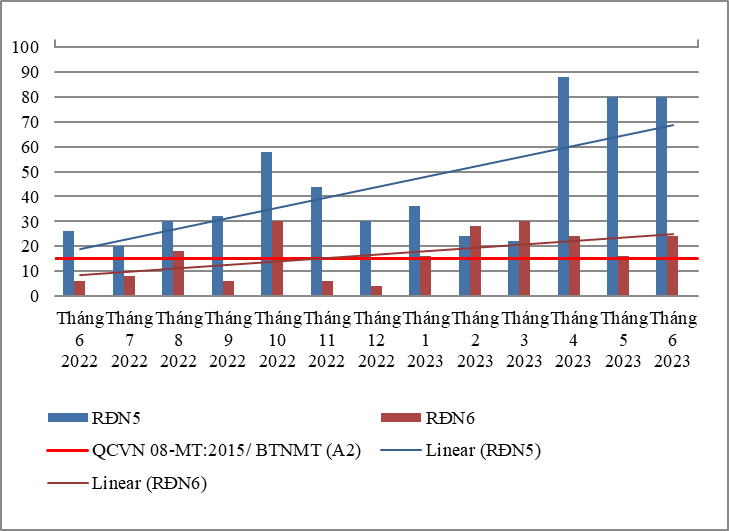 100
90
80
70
60
50
40
30
20
10
0
Tháng Tháng Tháng Tháng Tháng Tháng Tháng Tháng Tháng Tháng Tháng Tháng Tháng
6 7 8 9 10 11 12 1 2 3 4 5 6
2022 2022 2022 2022 2022 2022 2022 2023 2023 2023 2023 2023 2023
RĐN5 RĐN6
QCVN 08-MT:2015/ BTNMT (A2) Linear (RĐN5)
Linear (RĐN6)